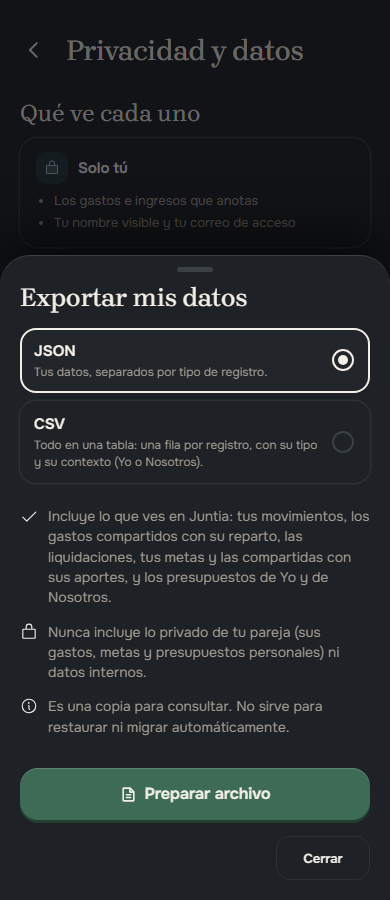 Privacidad y datos
Qué ve cada uno
Solo tú
• Los gastos e ingresos que anotas
• Tu nombre visible y tu correo de acceso
Exportar mis datos
JSON
Tus datos, separados por tipo de registro.
CSV
Todo en una tabla: una fila por registro, con su tipo
y su contexto (Yo o Nosotros).
Incluye lo que ves en Juntia: tus movimientos, los
gastos compartidos con su reparto, las
liquidaciones, tus metas y las compartidas con
sus aportes, y los presupuestos de Yo y de
Nosotros.
Nunca incluye lo privado de tu pareja (sus
gastos, metas y presupuestos personales) ni
datos internos.
Es una copia para consultar. No sirve para
restaurar ni migrar automáticamente.
Preparar archivo
Cerrar